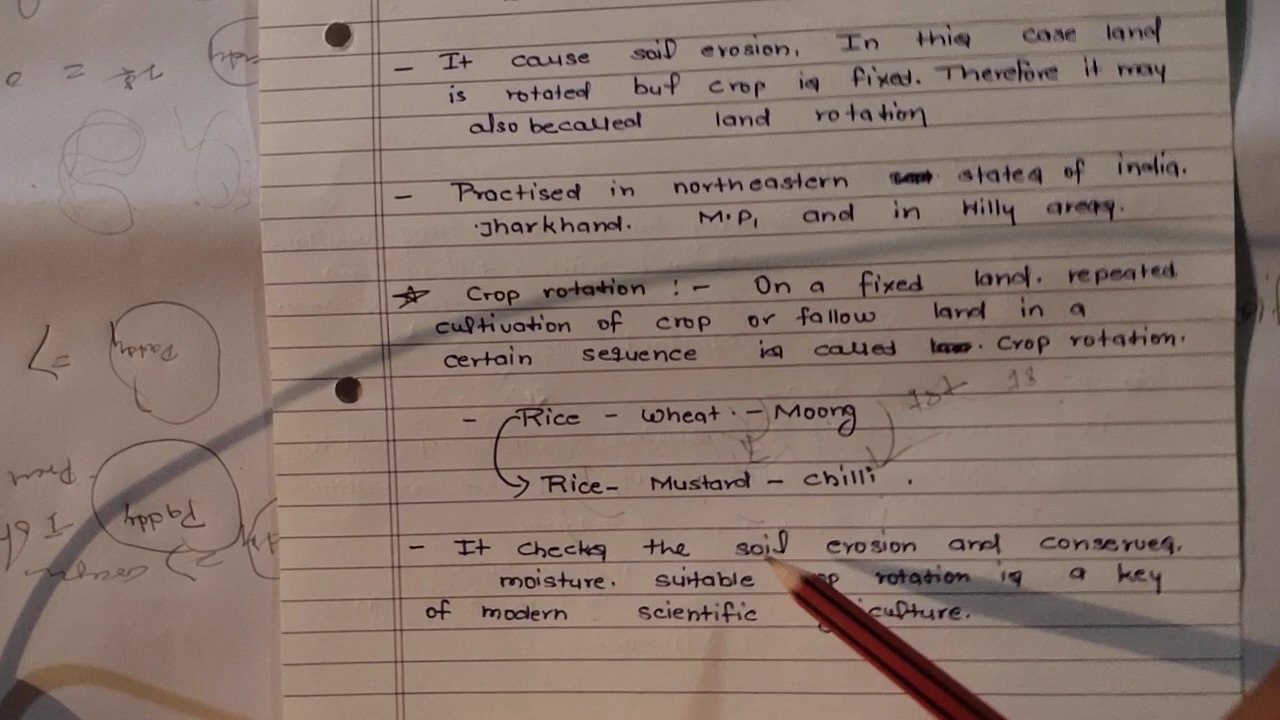 - It cause soil erosion, In this case land
is rotated but crop is fixed. Therefore it may
also becalled land rotation
- Practised in northeastern states of india.
Jharkhand. M.P, and in Hilly areas.
☆ Crop rotation :- On a fixed land. repeated
cultivation of crop or fallow land in a
certain sequence is called crop rotation.
- Rice - wheat - Moong
Rice - Mustard - chilli .
- It checks the soil erosion and conserves.
moisture. suitable rotation is a key
of modern scientific
Paddy
Paddy